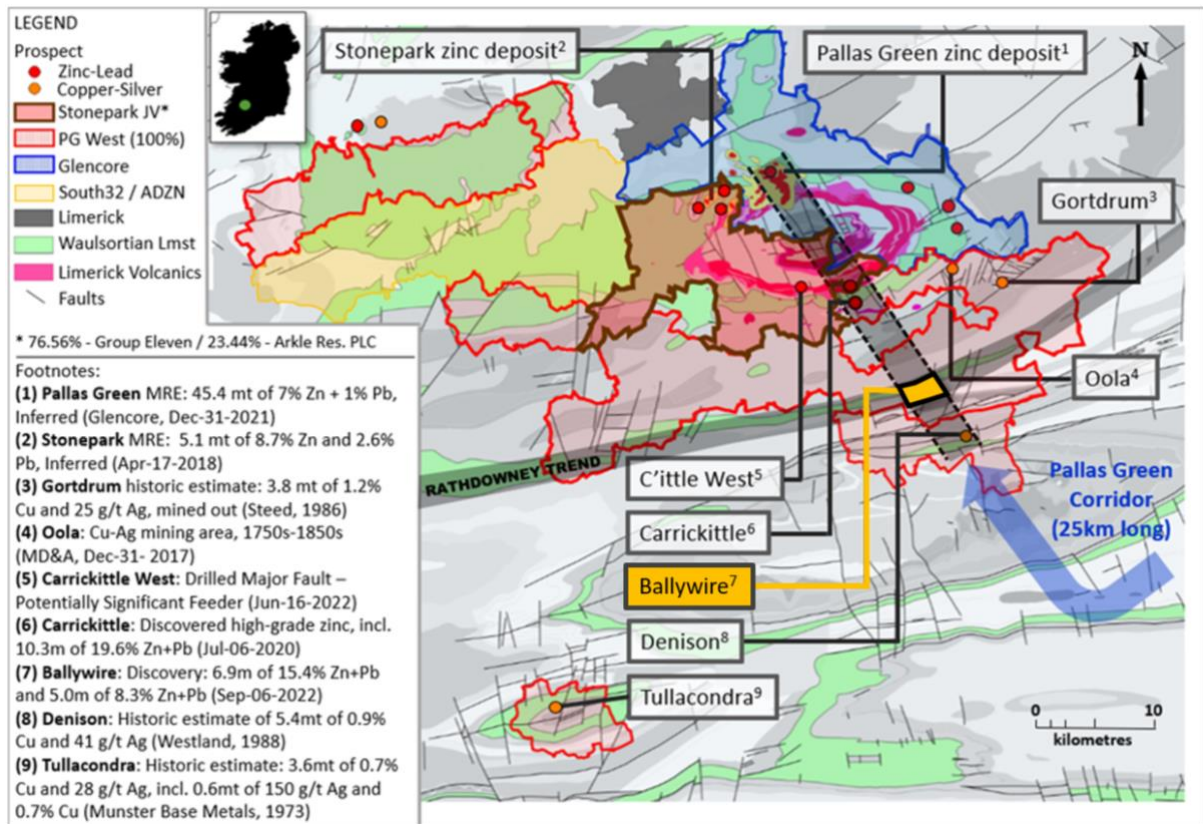 LEGEND
Prospect
Zinc-Lead
Copper-Silver
Stonepark JV*
PG West (100%)
Glencore
South32 / ADZN
Limerick
Waulsortian Lmst
Limerick Volcanics
Faults
* 76.56% - Group Eleven / 23.44% - Arkle Res. PLC
Footnotes:
(1) Pallas Green MRE: 45.4 mt of 7% Zn + 1% Pb,
Inferred (Glencore, Dec-31-2021)
(2) Stonepark MRE: 5.1 mt of 8.7% Zn and 2.6%
Pb, Inferred (Apr-17-2018)
(3) Gortdrum historic estimate: 3.8 mt of 1.2%
Cu and 25 g/t Ag, mined out (Steed, 1986)
(4) Oola: Cu-Ag mining area, 1750s-1850s
(MD&A, Dec-31- 2017)
(5) Carrickittle West: Drilled Major Fault –
Potentially Significant Feeder (Jun-16-2022)
(6) Carrickittle: Discovered high-grade zinc, incl.
10.3m of 19.6% Zn+Pb (Jul-06-2020)
(7) Ballywire: Discovery: 6.9m of 15.4% Zn+Pb
and 5.0m of 8.3% Zn+Pb (Sep-06-2022)
(8) Denison: Historic estimate of 5.4mt of 0.9%
Cu and 41 g/t Ag (Westland, 1988)
(9) Tullacondra: Historic estimate: 3.6mt of 0.7%
Cu and 28 g/t Ag, incl. 0.6mt of 150 g/t Ag and
0.7% Cu (Munster Base Metals, 1973)
Stonepark zinc deposit²
Pallas Green zinc deposit¹
N
Gortdrum³
Oola⁴
RATHDOWNEY TREND
C'ittle West⁵
Carrickittle⁶
Ballywire⁷
Denison⁸
Tullacondra⁹
Pallas Green
Corridor
(25km long)
0 10
kilometres